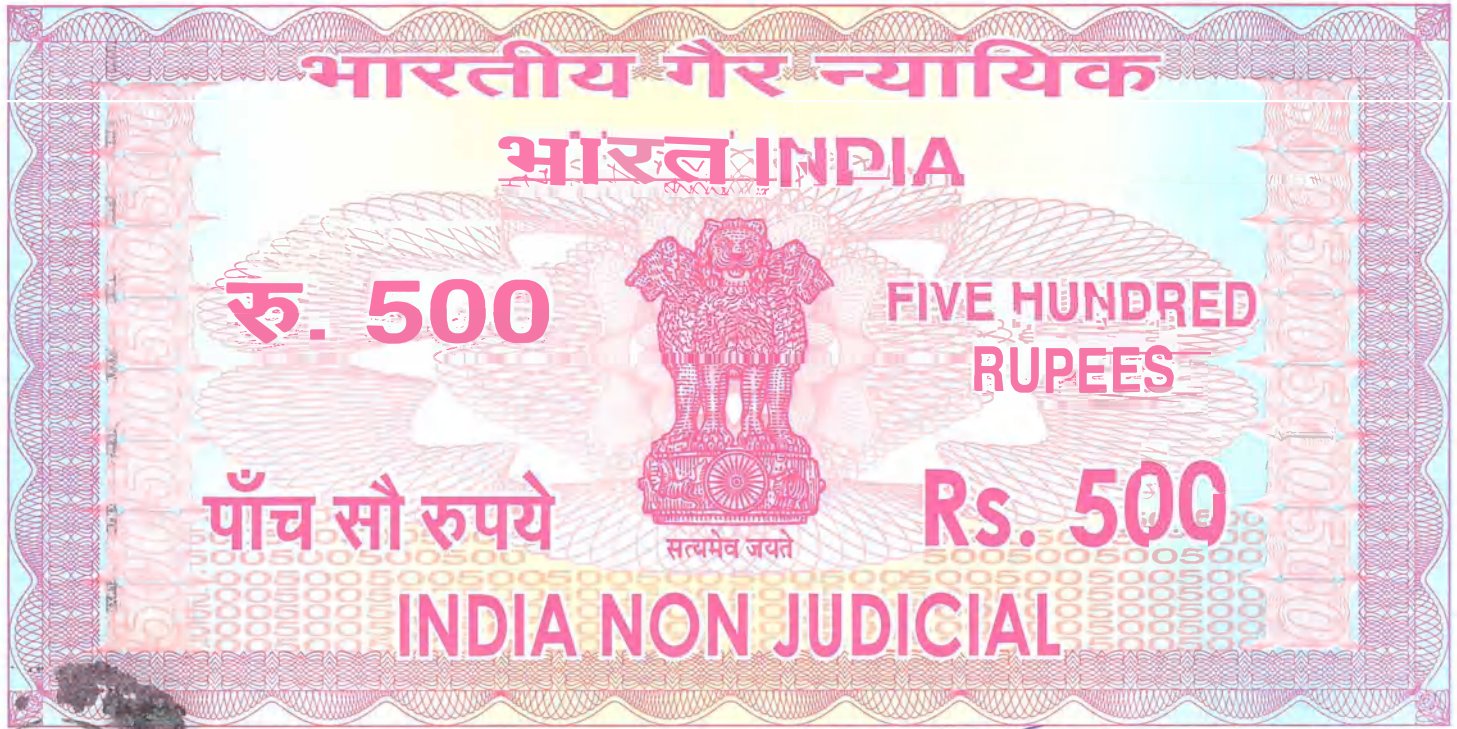 भारतीय गैर न्यायिक
भारत INDIA
रु. 500
FIVE HUNDRED
RUPEES
पाँच सौ रुपये
Rs. 500
सत्यमेव जयते
INDIA NON JUDICIAL